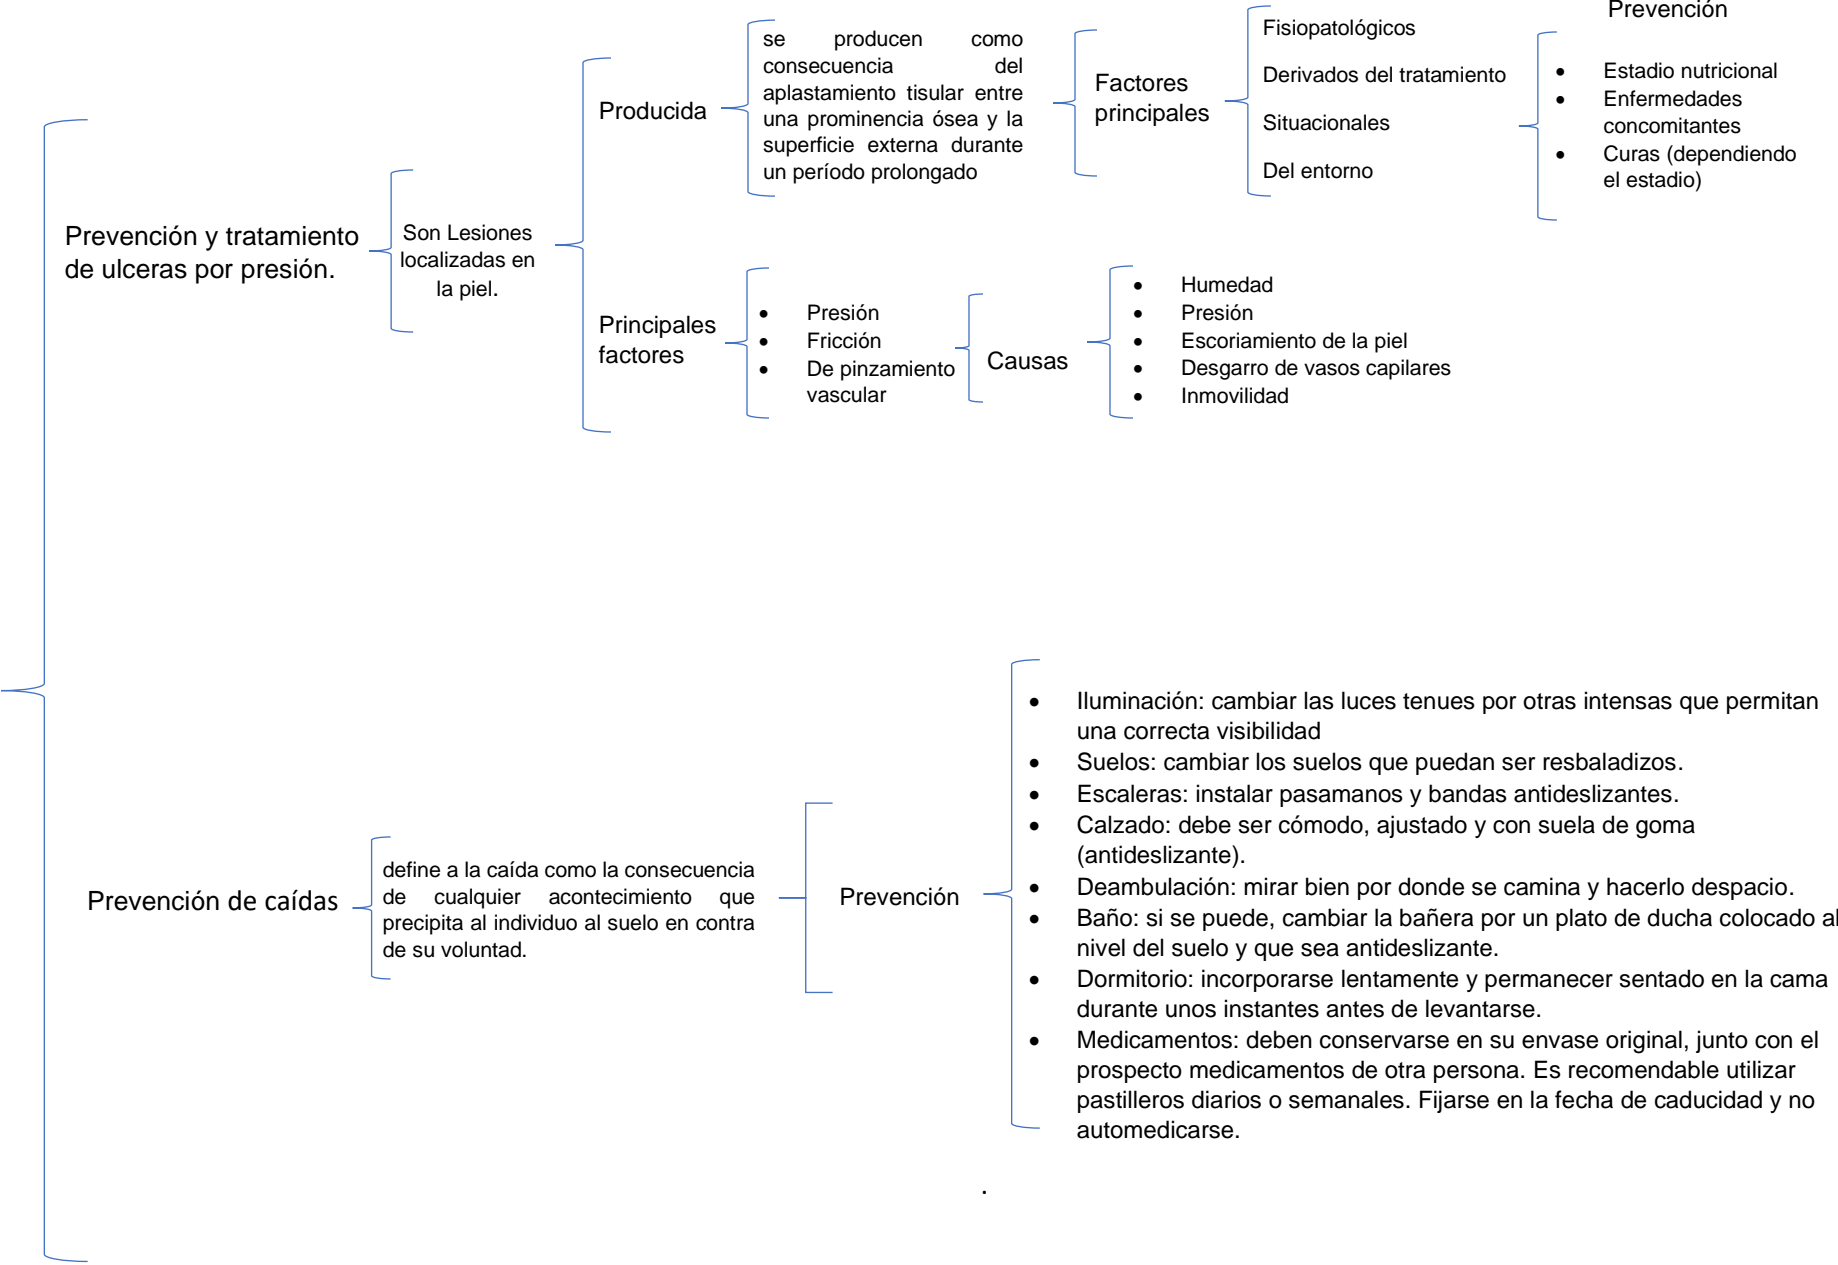 Prevención
Prevención y tratamiento
de ulceras por presión.
Son Lesiones
localizadas en
la piel.
Producida
se producen como
consecuencia del
aplastamiento tisular entre
una prominencia ósea y la
superficie externa durante
un período prolongado
Factores
principales
Fisiopatológicos
Derivados del tratamiento
Situacionales
Del entorno
• Estadio nutricional
• Enfermedades
concomitantes
• Curas (dependiendo
el estadio)
Principales
factores
• Presión
• Fricción
• De pinzamiento
vascular
Causas
• Humedad
• Presión
• Escoriamiento de la piel
• Desgarro de vasos capilares
• Inmovilidad
Prevención de caídas
define a la caída como la consecuencia
de cualquier acontecimiento que
precipita al individuo al suelo en contra
de su voluntad.
Prevención
• Iluminación: cambiar las luces tenues por otras intensas que permitan
una correcta visibilidad
• Suelos: cambiar los suelos que puedan ser resbaladizos.
• Escaleras: instalar pasamanos y bandas antideslizantes.
• Calzado: debe ser cómodo, ajustado y con suela de goma
(antideslizante).
• Deambulación: mirar bien por donde se camina y hacerlo despacio.
• Baño: si se puede, cambiar la bañera por un plato de ducha colocado al
nivel del suelo y que sea antideslizante.
• Dormitorio: incorporarse lentamente y permanecer sentado en la cama
durante unos instantes antes de levantarse.
• Medicamentos: deben conservarse en su envase original, junto con el
prospecto medicamentos de otra persona. Es recomendable utilizar
pastilleros diarios o semanales. Fijarse en la fecha de caducidad y no
automedicarse.
.